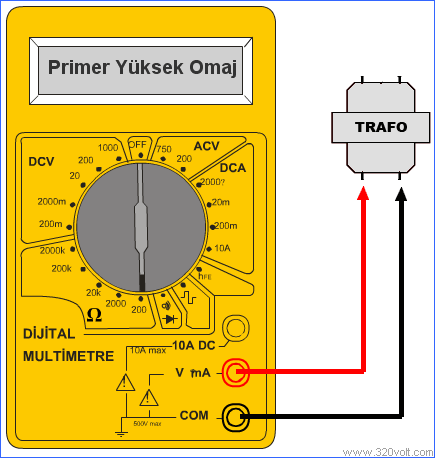 Primer Yüksek Omaj
TRAFO
OFF
1000
750
200
200
ACV
DCV
DCA
20
2000?
2000m
20m
200m
200m
2000k
10A
200k
hFE
20k
2000
200
Ω
DİJİTAL
MULTİMETRE
10A max
10A DC
V
mA
500V max
COM
www.320volt.com